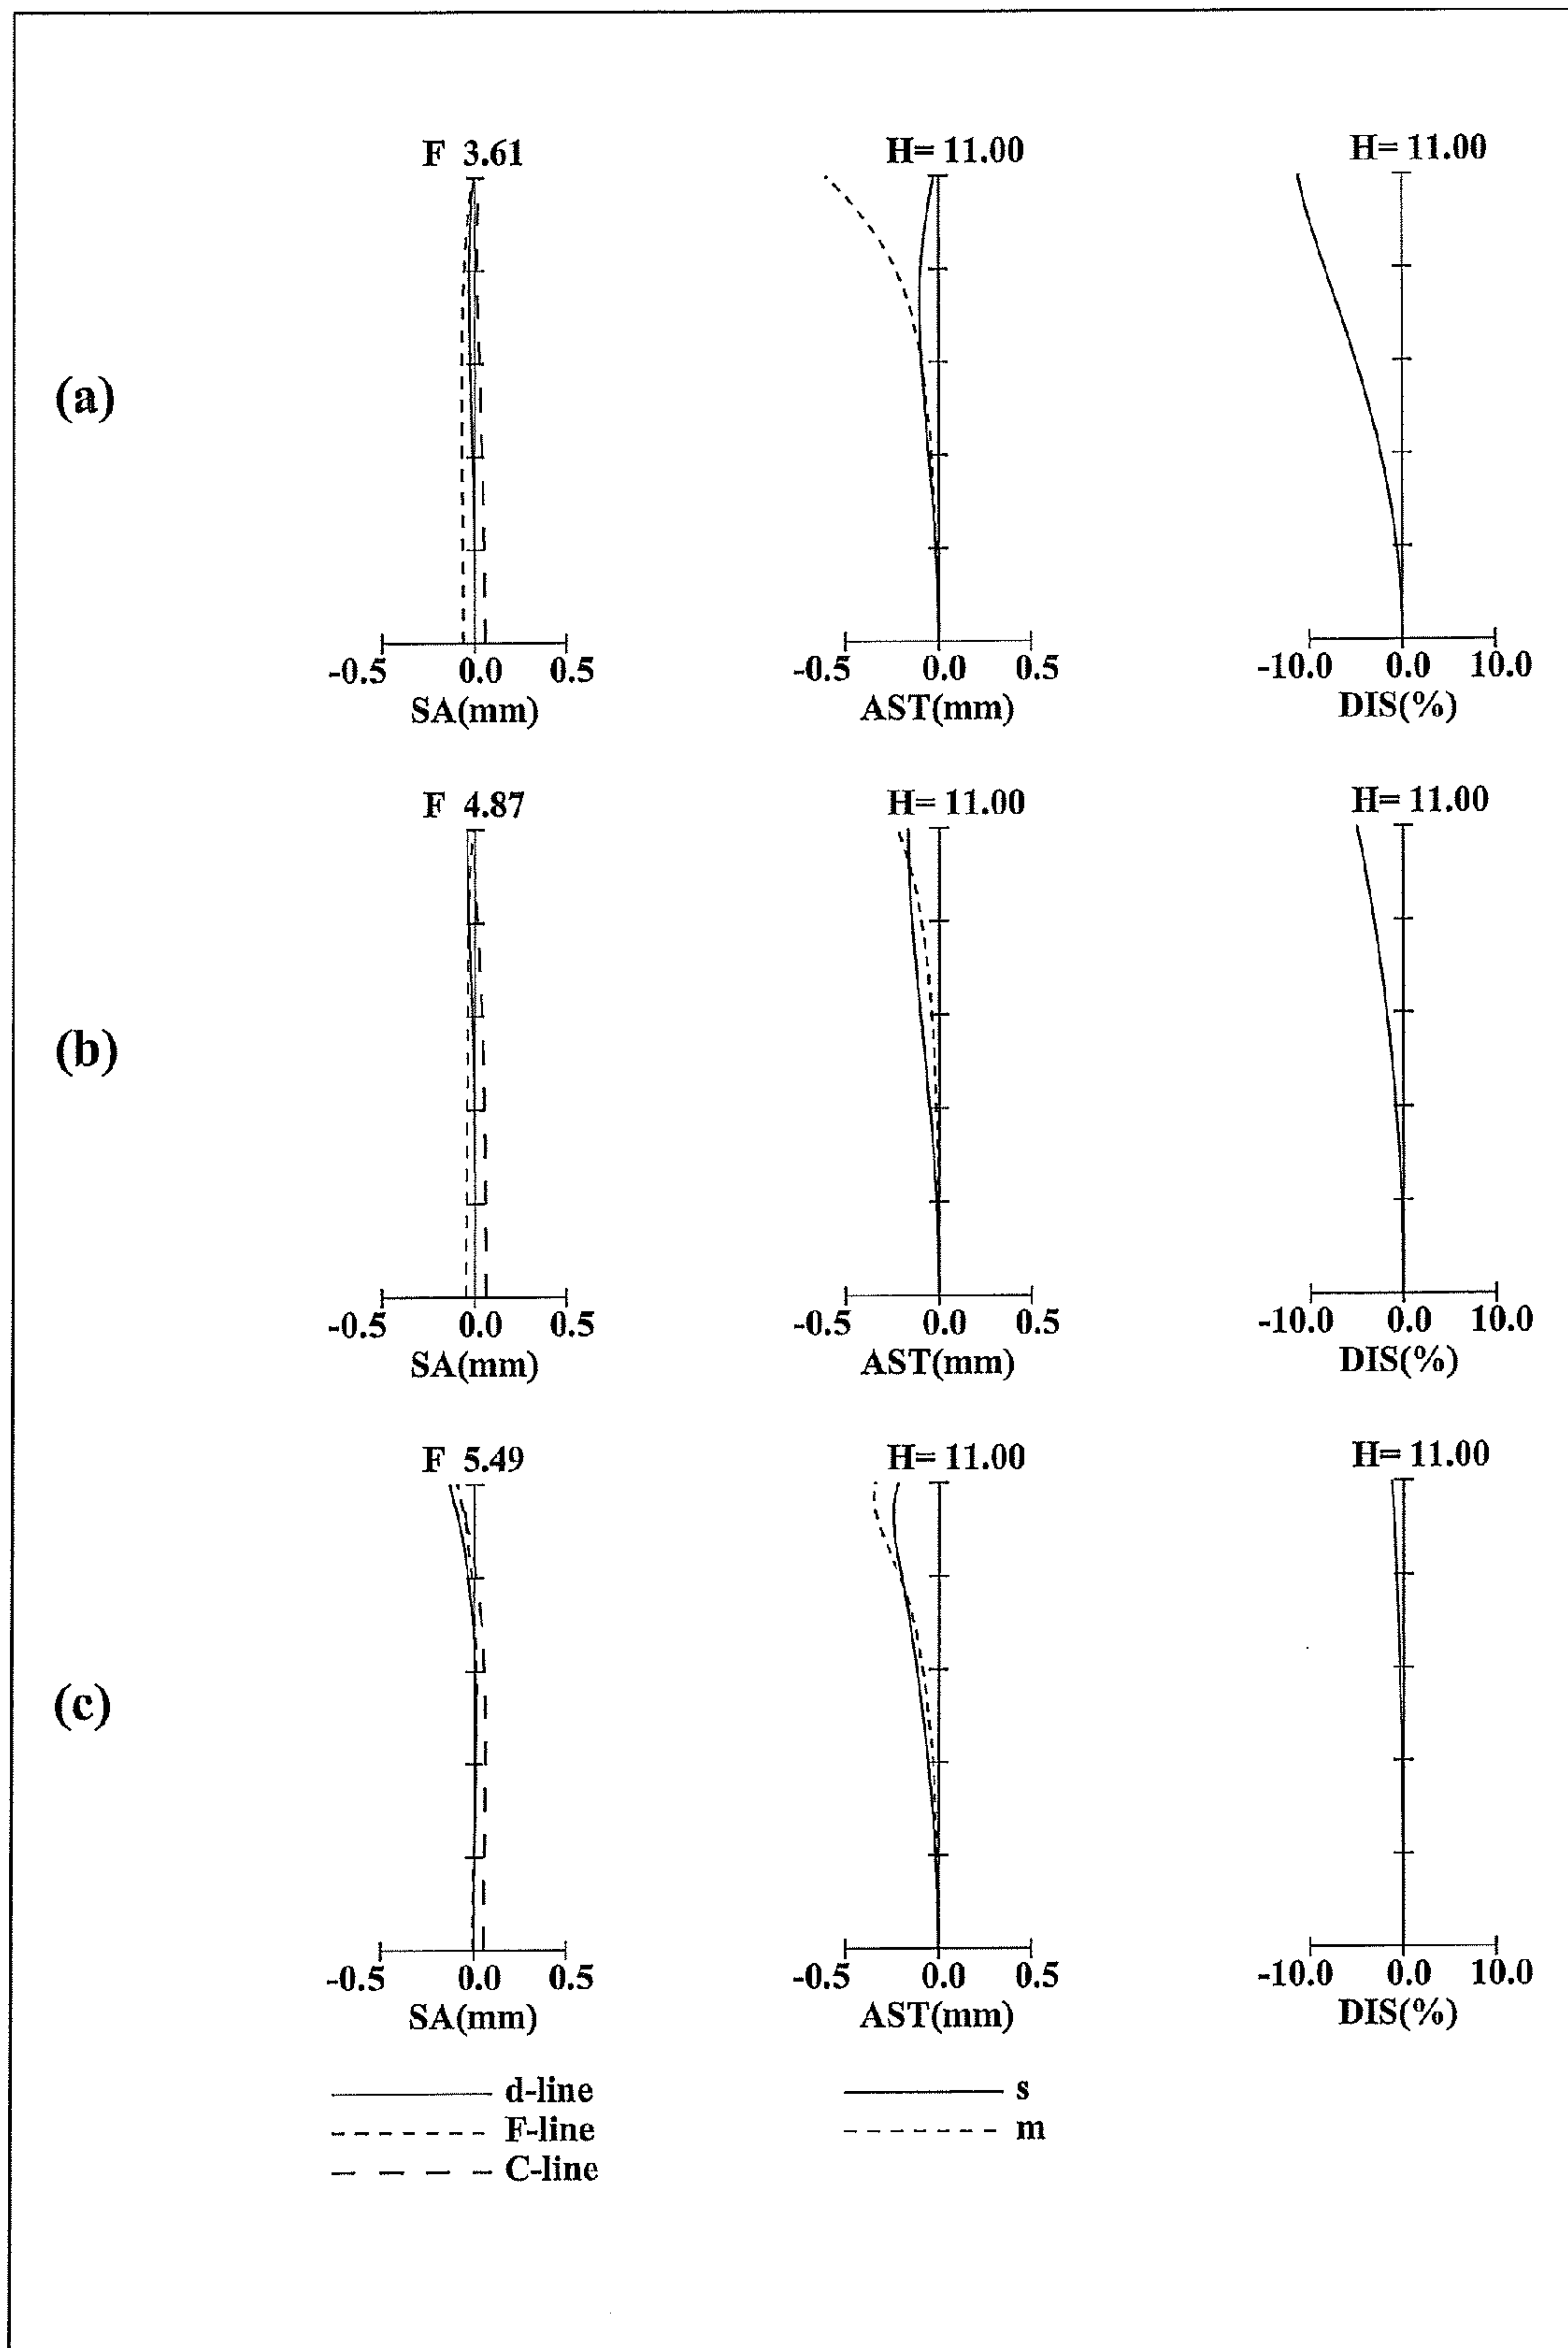 F 3.61 H= 11.00 H= 11.00
(a)
-0.5 0.0 0.5 -0.5 0.0 0.5 -10.0 0.0 10.0
SA(mm) AST(mm) DIS(%)
F 4.87 H= 11.00 H= 11.00
(b)
-0.5 0.0 0.5 -0.5 0.0 0.5 -10.0 0.0 10.0
SA(mm) AST(mm) DIS(%)
F 5.49 H= 11.00 H= 11.00
(c)
-0.5 0.0 0.5 -0.5 0.0 0.5 -10.0 0.0 10.0
SA(mm) AST(mm) DIS(%)
d-line s
F-line m
C-line